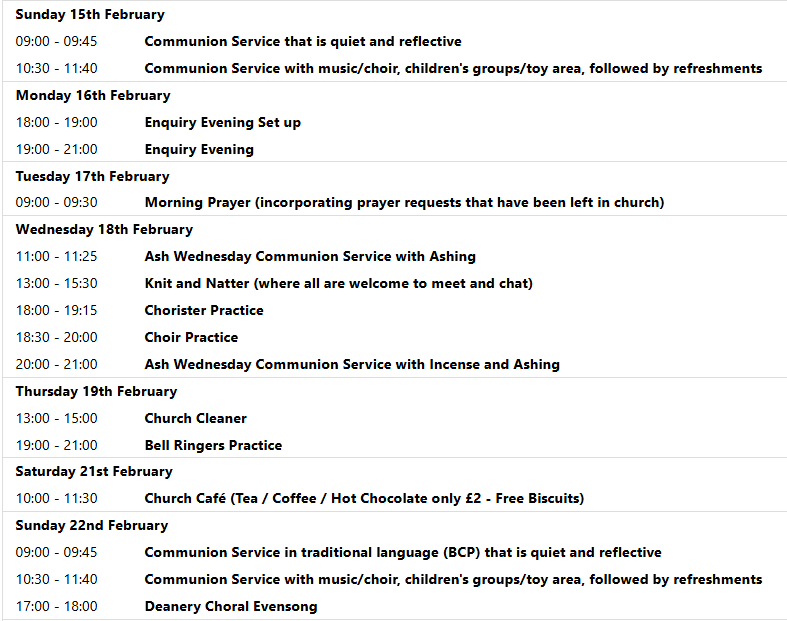 Sunday 15th February
09:00 - 09:45 Communion Service that is quiet and reflective
10:30 - 11:40 Communion Service with music/choir, children's groups/toy area, followed by refreshments
Monday 16th February
18:00 - 19:00 Enquiry Evening Set up
19:00 - 21:00 Enquiry Evening
Tuesday 17th February
09:00 - 09:30 Morning Prayer (incorporating prayer requests that have been left in church)
Wednesday 18th February
11:00 - 11:25 Ash Wednesday Communion Service with Ashing
13:00 - 15:30 Knit and Natter (where all are welcome to meet and chat)
18:00 - 19:15 Chorister Practice
18:30 - 20:00 Choir Practice
20:00 - 21:00 Ash Wednesday Communion Service with Incense and Ashing
Thursday 19th February
13:00 - 15:00 Church Cleaner
19:00 - 21:00 Bell Ringers Practice
Saturday 21st February
10:00 - 11:30 Church Café (Tea / Coffee / Hot Chocolate only £2 - Free Biscuits)
Sunday 22nd February
09:00 - 09:45 Communion Service in traditional language (BCP) that is quiet and reflective
10:30 - 11:40 Communion Service with music/choir, children's groups/toy area, followed by refreshments
17:00 - 18:00 Deanery Choral Evensong